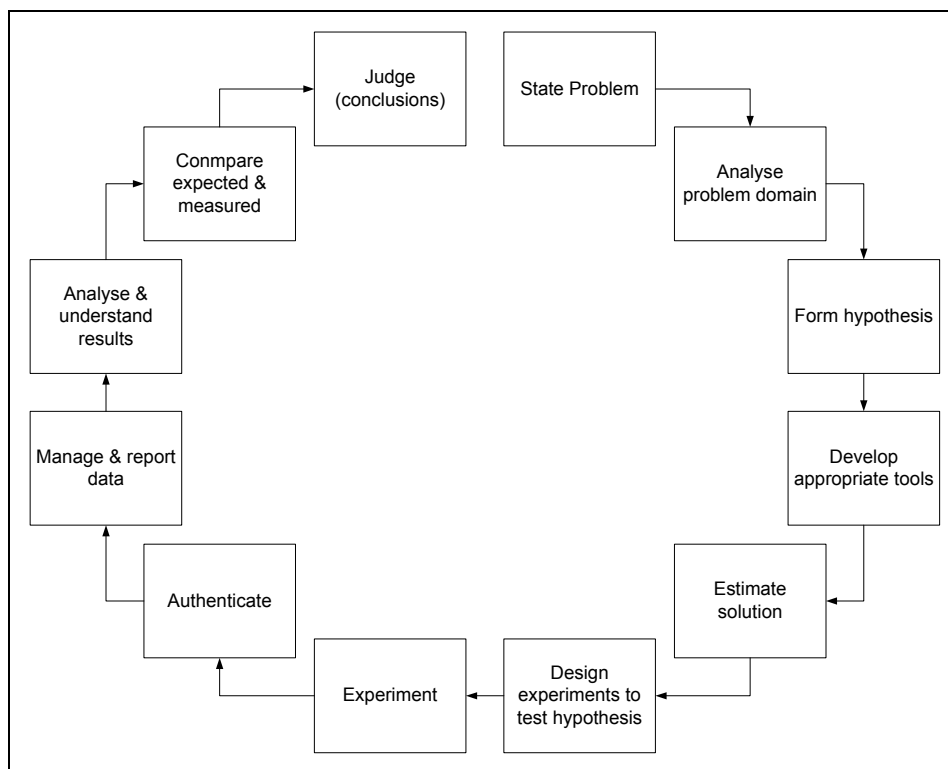 State Problem
Analyse
problem domain
Form hypothesis
Develop
appropriate tools
Estimate
solution
Design
experiments to
test hypothesis
Experiment
Authenticate
Manage & report
data
Analyse &
understand
results
Conmpare
expected &
measured
Judge
(conclusions)